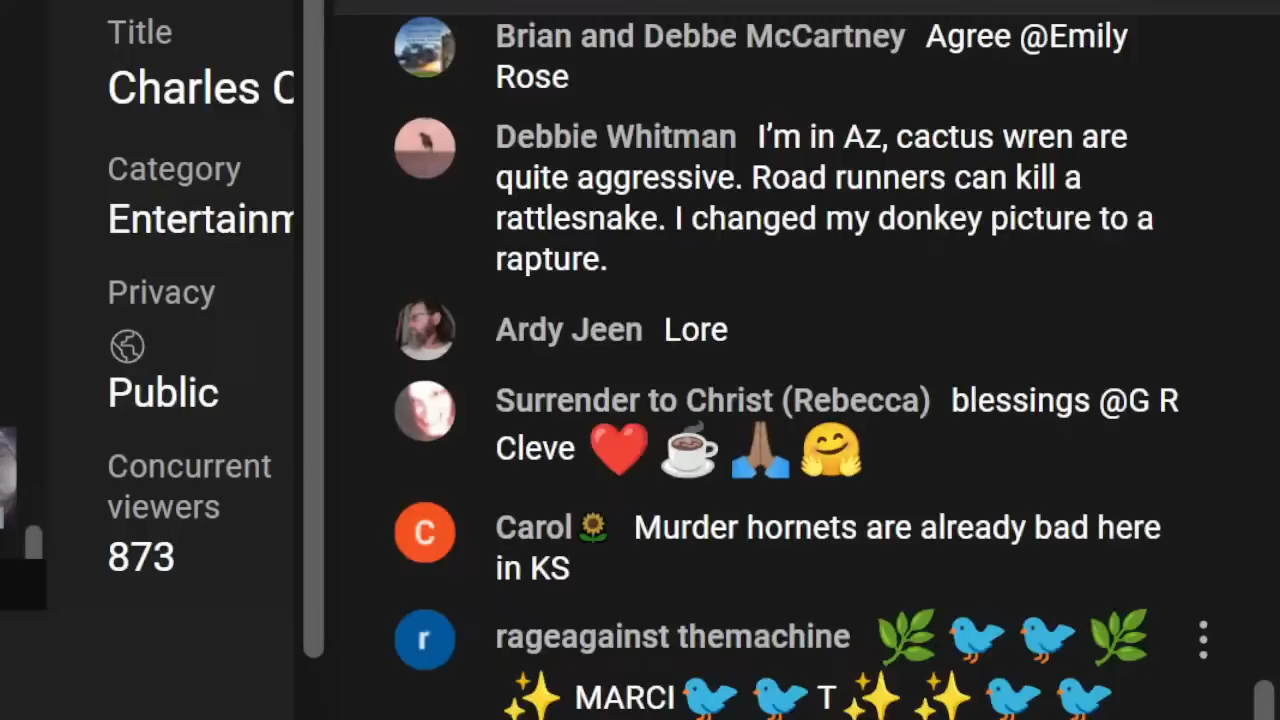 Title
Charles C
Category
Entertainm
Privacy
Public
Concurrent
viewers
873
Brian and Debbe McCartney Agree @Emily
Rose
Debbie Whitman I’m in Az, cactus wren are
quite aggressive. Road runners can kill a
rattlesnake. I changed my donkey picture to a
rapture.
Ardy Jeen Lore
Surrender to Christ (Rebecca) blessings @G R
Cleve ❤️ ☕ 🙏🏽 🤗
C
Carol🌻 Murder hornets are already bad here
in KS
r
rageagainst themachine 🌿 🐦 🐦 🌿
✨ MARCI 🐦 🐦 T ✨ ✨ 🐦 🐦